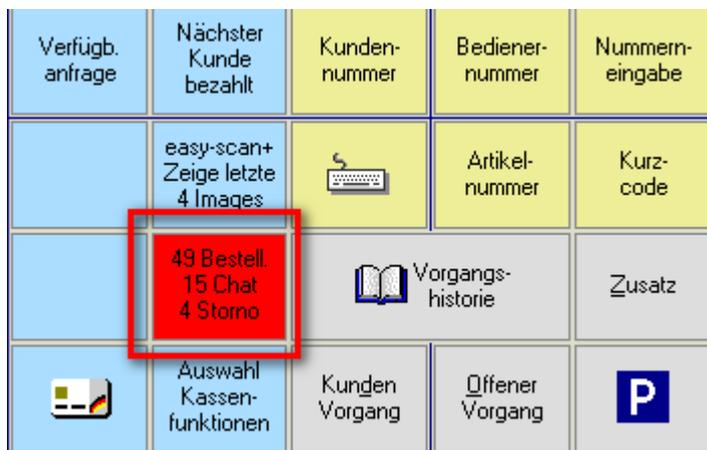 Verfügb.
anfrage
Nächster
Kunde
bezahlt
Kunden-
nummer
Bediener-
nummer
Nummern-
eingabe
easy-scan+
Zeige letzte
4 Images
Artikel-
nummer
Kurz-
code
49 Bestell.
15 Chat
4 Storno
Vorgangs-
historie
Zusatz
Auswahl
Kassen-
funktionen
Kunden
Vorgang
Offener
Vorgang
P